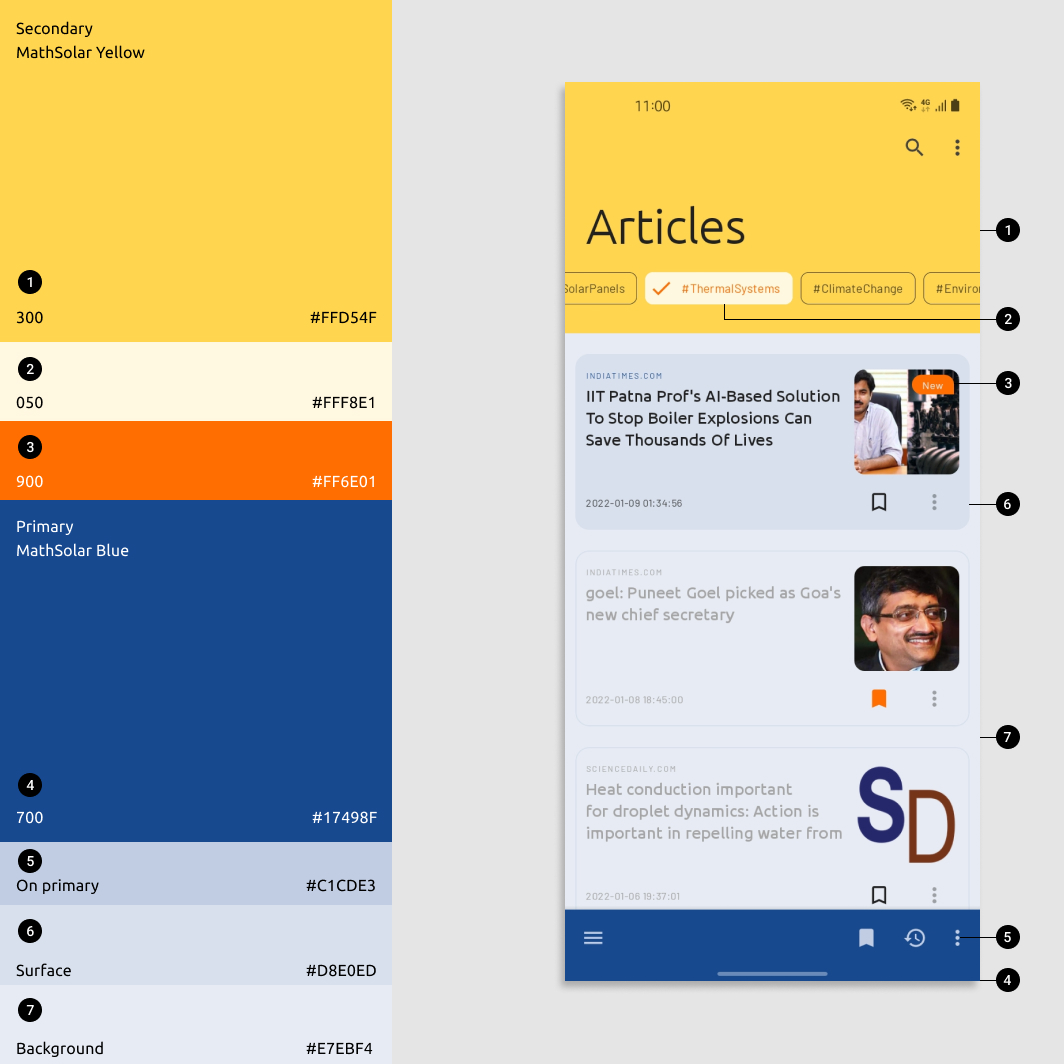 Secondary
MathSolar Yellow
1
300 #FFD54F
2
050 #FFF8E1
3
900 #FF6E01
Primary
MathSolar Blue
4
700 #17498F
5
On primary #C1CDE3
6
Surface #D8E0ED
7
Background #E7EBF4
11:00 4G
Articles
1
SolarPanels #ThermalSystems #ClimateChange #Environ
2
INDIATIMES.COM
IIT Patna Prof's AI-Based Solution
To Stop Boiler Explosions Can
Save Thousands Of Lives
New
3
2022-01-09 01:34:56
6
INDIATIMES.COM
goel: Puneet Goel picked as Goa's
new chief secretary
2022-01-08 18:45:00
7
SCIENCEDAILY.COM
Heat conduction important
for droplet dynamics: Action is
important in repelling water from
SD
2022-01-06 19:37:01
5
4